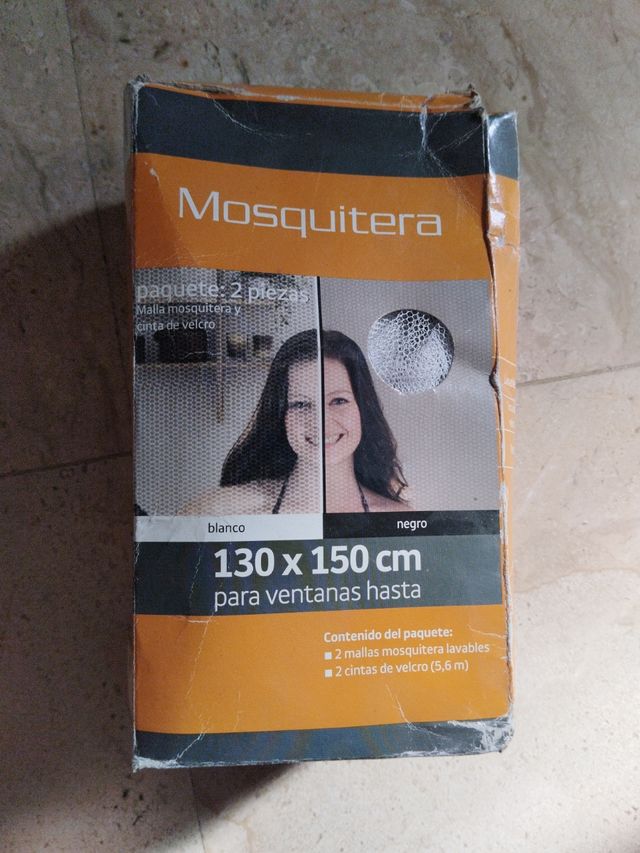 Mosquitera
paquete: 2 piezas
Malla mosquitera y
cinta de velcro
blanco
negro
130 x 150 cm
para ventanas hasta
Contenido del paquete:
■ 2 mallas mosquitera lavables
■ 2 cintas de velcro (5,6 m)